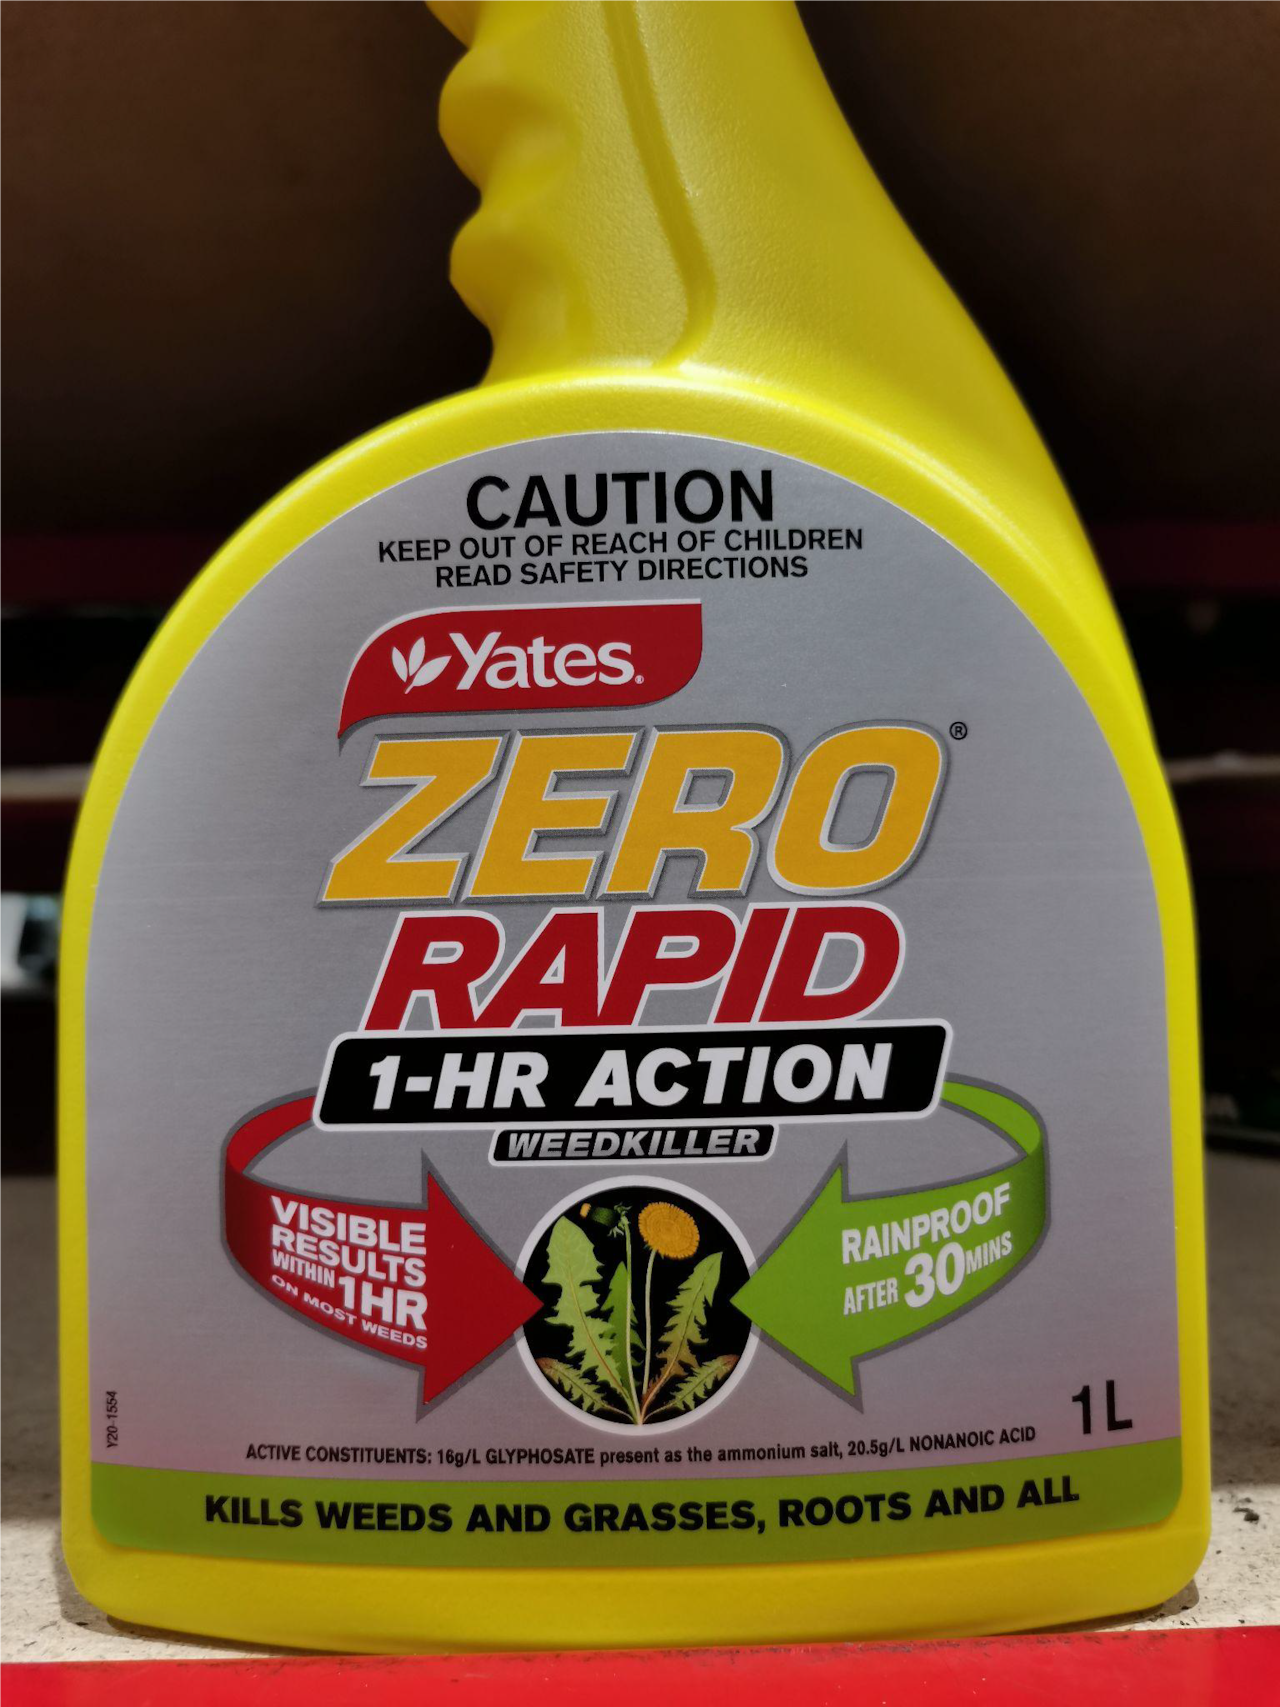 CAUTION
KEEP OUT OF REACH OF CHILDREN
READ SAFETY DIRECTIONS
Yates®
ZERO®
RAPID
1-HR ACTION
WEEDKILLER
VISIBLE
RESULTS
WITHIN 1HR
ON MOST WEEDS
RAINPROOF
AFTER 30 MINS
Y20-1554
1L
ACTIVE CONSTITUENTS: 16g/L GLYPHOSATE present as the ammonium salt, 20.5g/L NONANOIC ACID
KILLS WEEDS AND GRASSES, ROOTS AND ALL